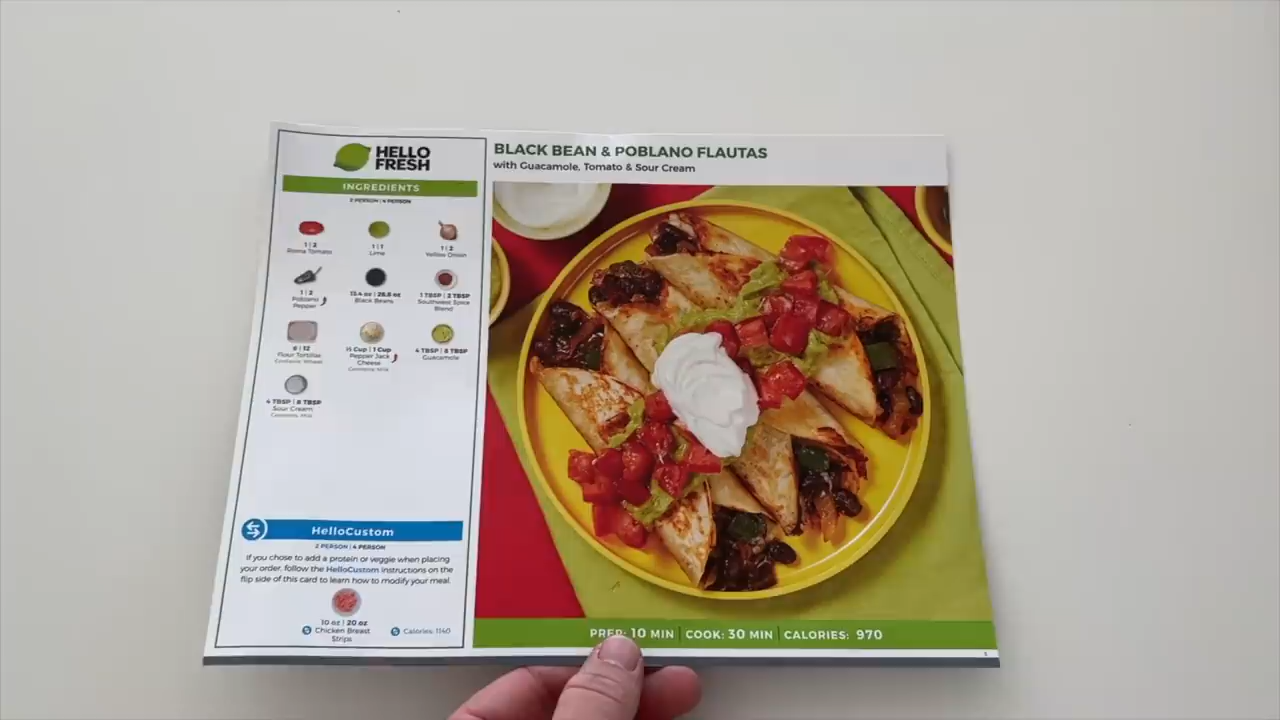 HELLO
FRESH
INGREDIENTS
2 PERSON | 4 PERSON
1 | 2
Roma Tomato
1 | 1
Lime
1 | 2
Yellow Onion
1 | 2
Poblano
Pepper
13.4 oz | 26.8 oz
Black Beans
1 TBSP | 2 TBSP
Southwest Spice
Blend
6 | 12
Flour Tortillas
Contains: Wheat
½ Cup | 1 Cup
Pepper Jack
Cheese
Contains: Milk
4 TBSP | 8 TBSP
Guacamole
4 TBSP | 8 TBSP
Sour Cream
Contains: Milk
HelloCustom
2 PERSON | 4 PERSON
If you chose to add a protein or veggie when placing
your order, follow the HelloCustom instructions on the
flip side of this card to learn how to modify your meal.
10 oz | 20 oz
Chicken Breast
Strips
Calories: 1140
BLACK BEAN & POBLANO FLAUTAS
with Guacamole, Tomato & Sour Cream
PREP: 10 MIN | COOK: 30 MIN | CALORIES: 970